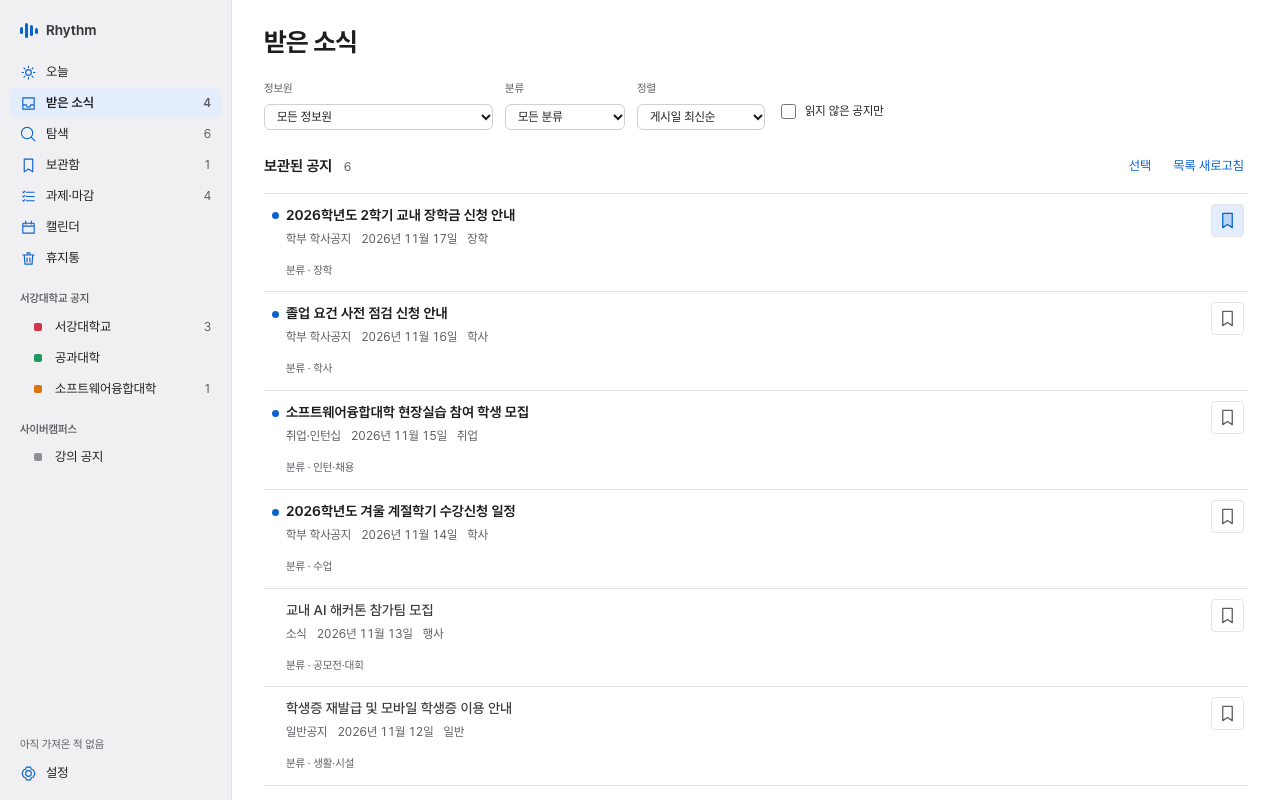 Rhythm
오늘
받은 소식 4
탐색 6
보관함 1
과제·마감 4
캘린더
휴지통
서강대학교 공지
서강대학교 3
공과대학
소프트웨어융합대학 1
사이버캠퍼스
강의 공지
아직 가져온 적 없음
설정
받은 소식
정보원 분류 정렬
모든 정보원 모든 분류 게시일 최신순 읽지 않은 공지만
보관된 공지 6 선택 목록 새로고침
2026학년도 2학기 교내 장학금 신청 안내
학부 학사공지 2026년 11월 17일 장학
분류 · 장학
졸업 요건 사전 점검 신청 안내
학부 학사공지 2026년 11월 16일 학사
분류 · 학사
소프트웨어융합대학 현장실습 참여 학생 모집
취업·인턴십 2026년 11월 15일 취업
분류 · 인턴·채용
2026학년도 겨울 계절학기 수강신청 일정
학부 학사공지 2026년 11월 14일 학사
분류 · 수업
교내 AI 해커톤 참가팀 모집
소식 2026년 11월 13일 행사
분류 · 공모전·대회
학생증 재발급 및 모바일 학생증 이용 안내
일반공지 2026년 11월 12일 일반
분류 · 생활·시설